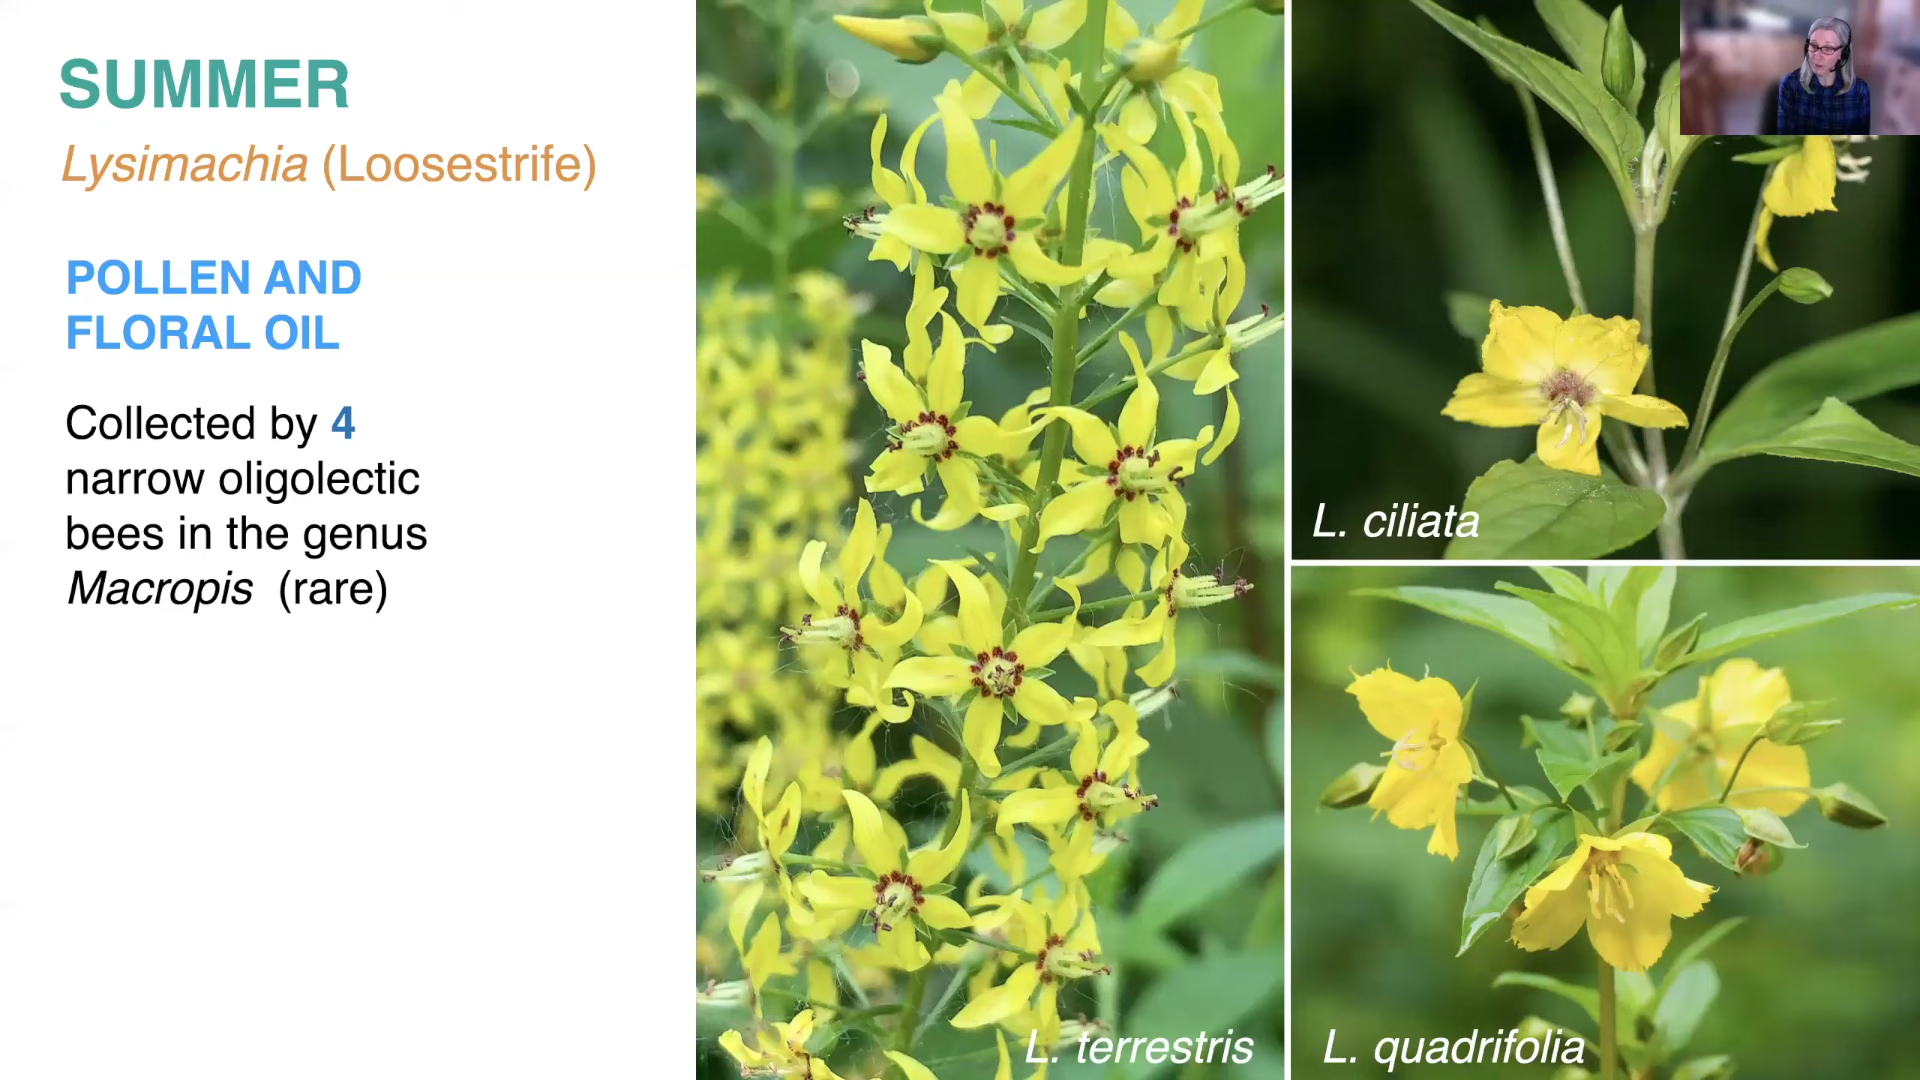 SUMMER
Lysimachia (Loosestrife)
POLLEN AND
FLORAL OIL
Collected by 4
narrow oligolectic
bees in the genus
Macropis (rare)
L. ciliata
L. terrestris
L. quadrifolia